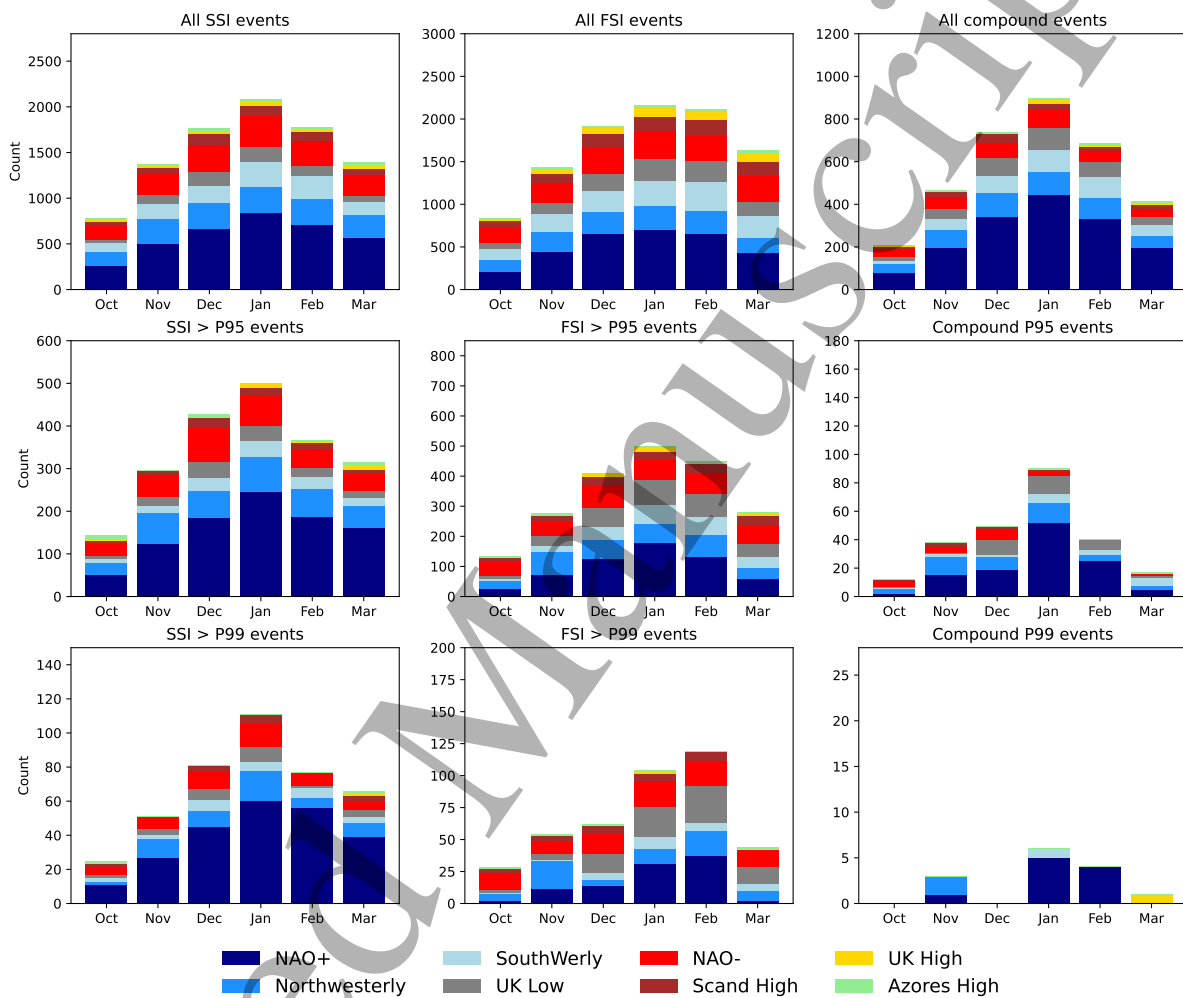 All SSI events All FSI events All compound events
2500 2000 1500 1000 500 0
Count
Oct Nov Dec Jan Feb Mar
3000 2500 2000 1500 1000 500 0
Oct Nov Dec Jan Feb Mar
1200 1000 800 600 400 200 0
Oct Nov Dec Jan Feb Mar
SSI > P95 events FSI > P95 events Compound P95 events
600 500 400 300 200 100 0
Count
Oct Nov Dec Jan Feb Mar
800 700 600 500 400 300 200 100 0
Oct Nov Dec Jan Feb Mar
180 160 140 120 100 80 60 40 20 0
Oct Nov Dec Jan Feb Mar
SSI > P99 events FSI > P99 events Compound P99 events
140 120 100 80 60 40 20 0
Count
Oct Nov Dec Jan Feb Mar
200 175 150 125 100 75 50 25 0
Oct Nov Dec Jan Feb Mar
25 20 15 10 5 0
Oct Nov Dec Jan Feb Mar
NAO+ SouthWerly NAO- UK High
Northwesterly UK Low Scand High Azores High
ed Manuscrip